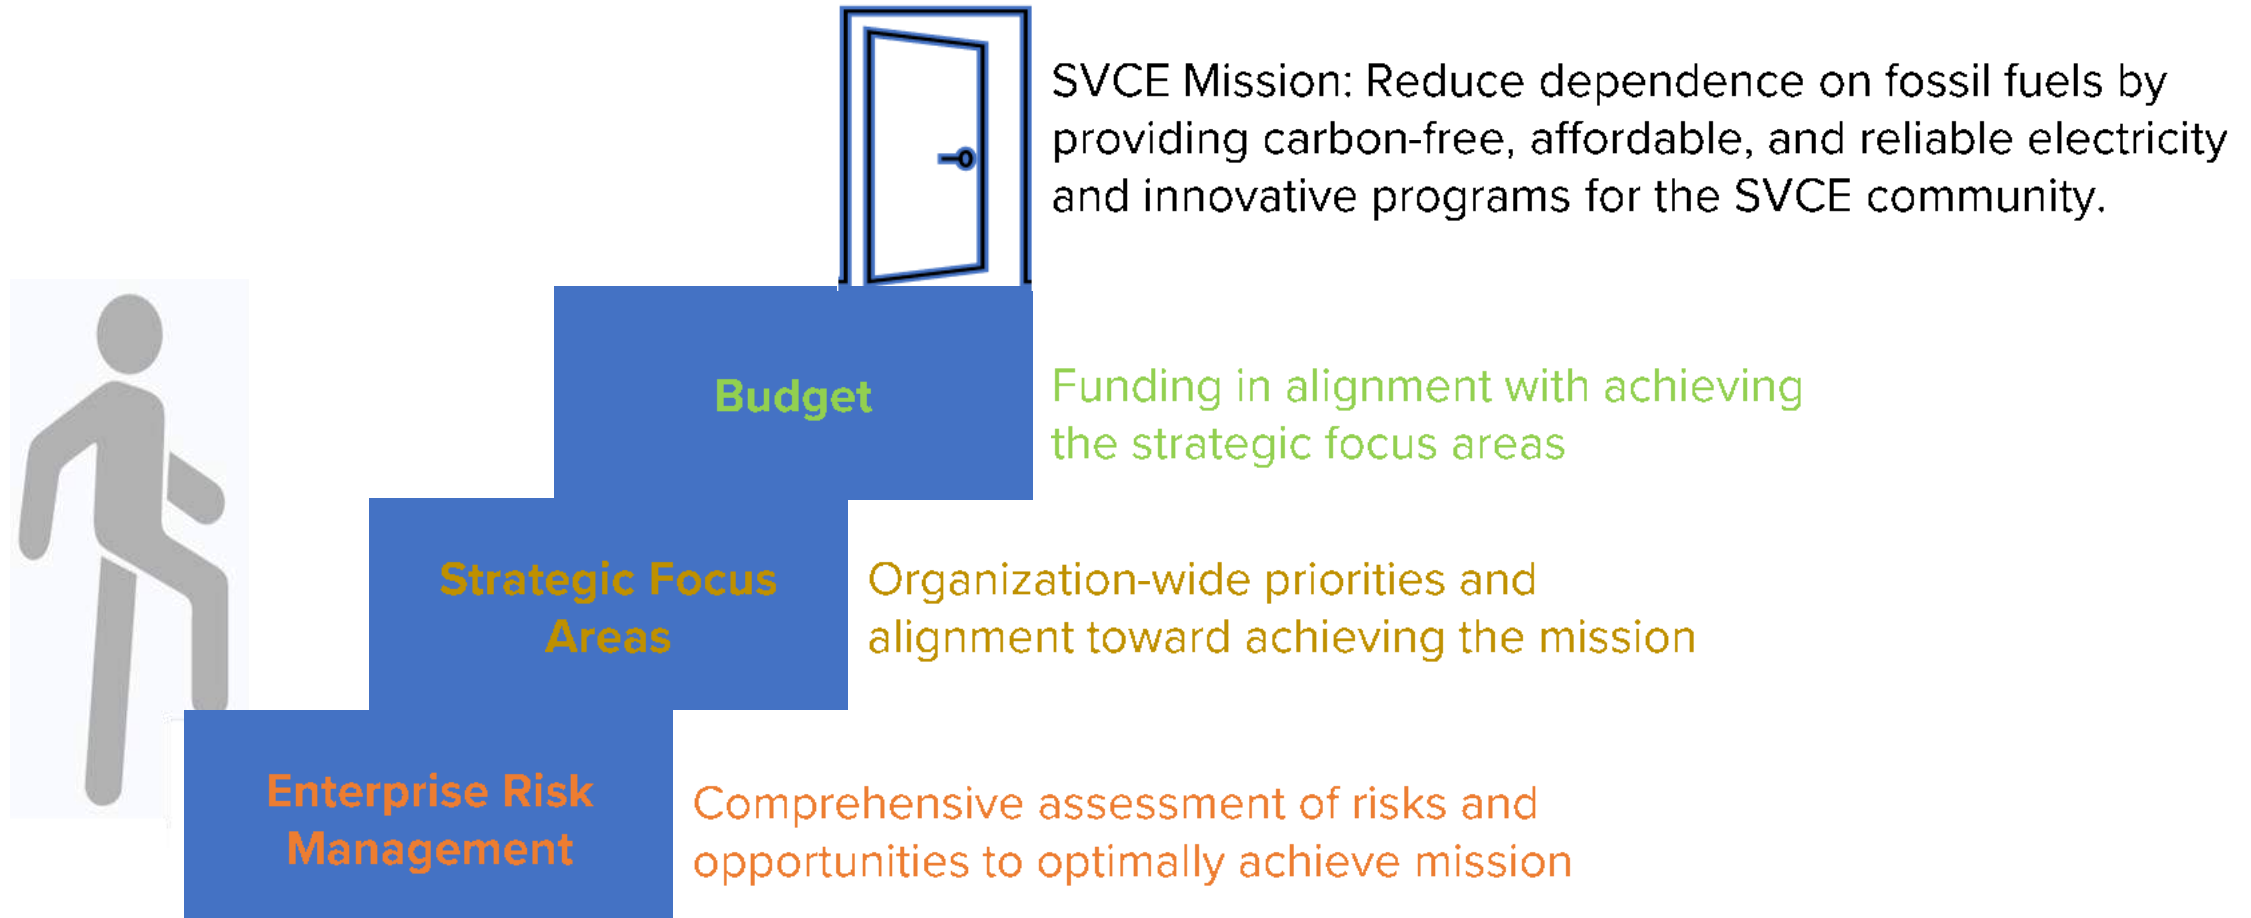 SVCE Mission: Reduce dependence on fossil fuels by
providing carbon-free, affordable, and reliable electricity
and innovative programs for the SVCE community.
Budget
Funding in alignment with achieving
the strategic focus areas
Strategic Focus
Areas
Organization-wide priorities and
alignment toward achieving the mission
Enterprise Risk
Management
Comprehensive assessment of risks and
opportunities to optimally achieve mission